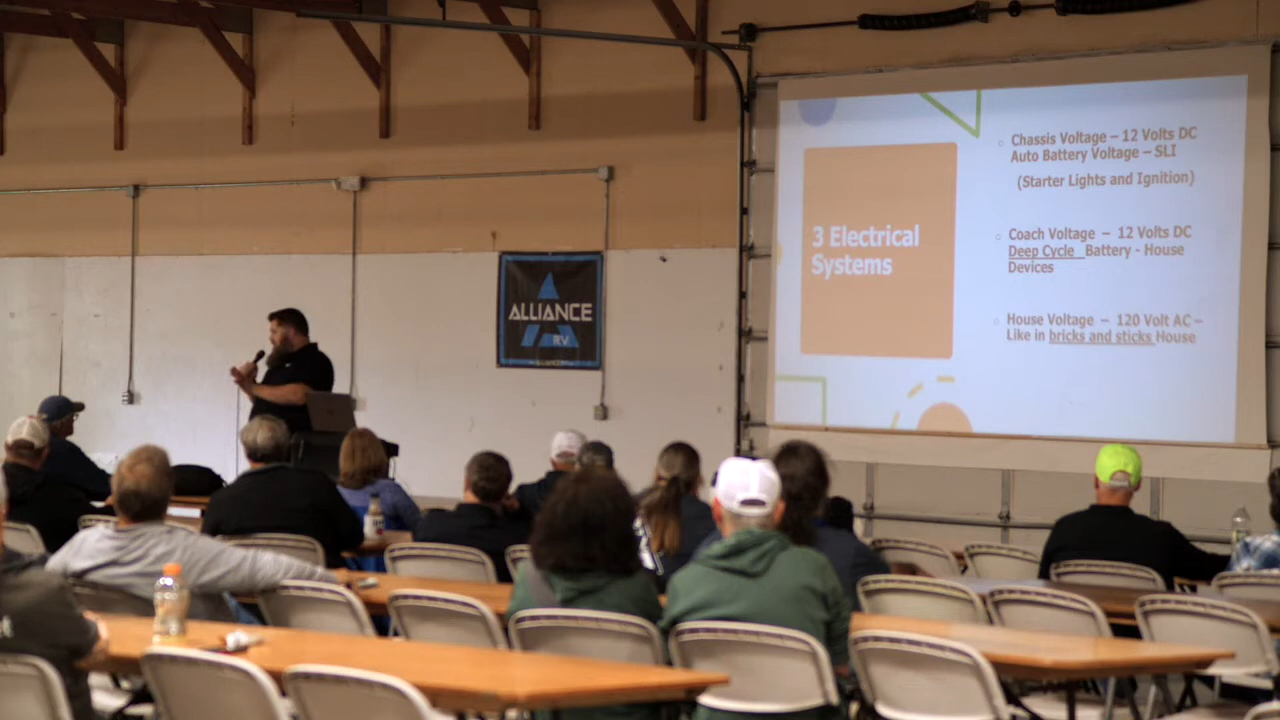 ALLIANCE
RV
3 Electrical
Systems
Chassis Voltage – 12 Volts DC
Auto Battery Voltage – SLI
(Starter Lights and Ignition)
Coach Voltage – 12 Volts DC
Deep Cycle Battery - House
Devices
House Voltage – 120 Volt AC –
Like in bricks and sticks House